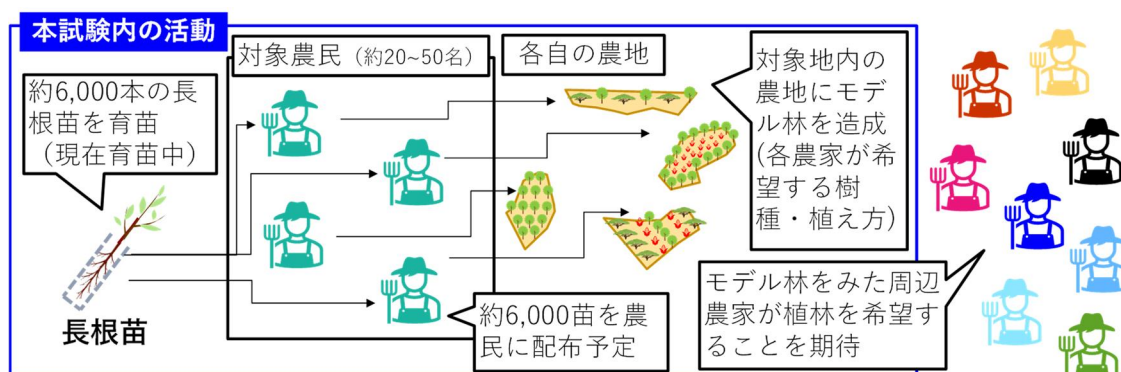 本試験内の活動
約6,000本の長
根苗を育苗
（現在育苗中）
長根苗
対象農民（約20~50名）
約6,000苗を農
民に配布予定
各自の農地
対象地内の
農地にモデ
ル林を造成
(各農家が希
望する樹
種・植え方)
モデル林をみた周辺
農家が植林を希望す
ることを期待